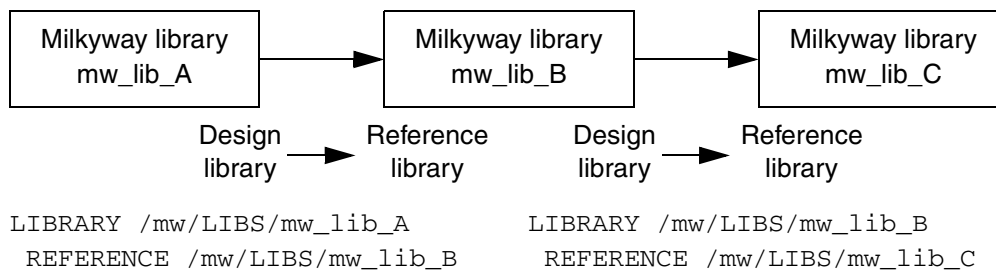 Milkyway library
mw_lib_A
Milkyway library
mw_lib_B
Milkyway library
mw_lib_C
Design
library
Reference
library
Design
library
Reference
library
LIBRARY /mw/LIBS/mw_lib_A
REFERENCE /mw/LIBS/mw_lib_B
LIBRARY /mw/LIBS/mw_lib_B
REFERENCE /mw/LIBS/mw_lib_C